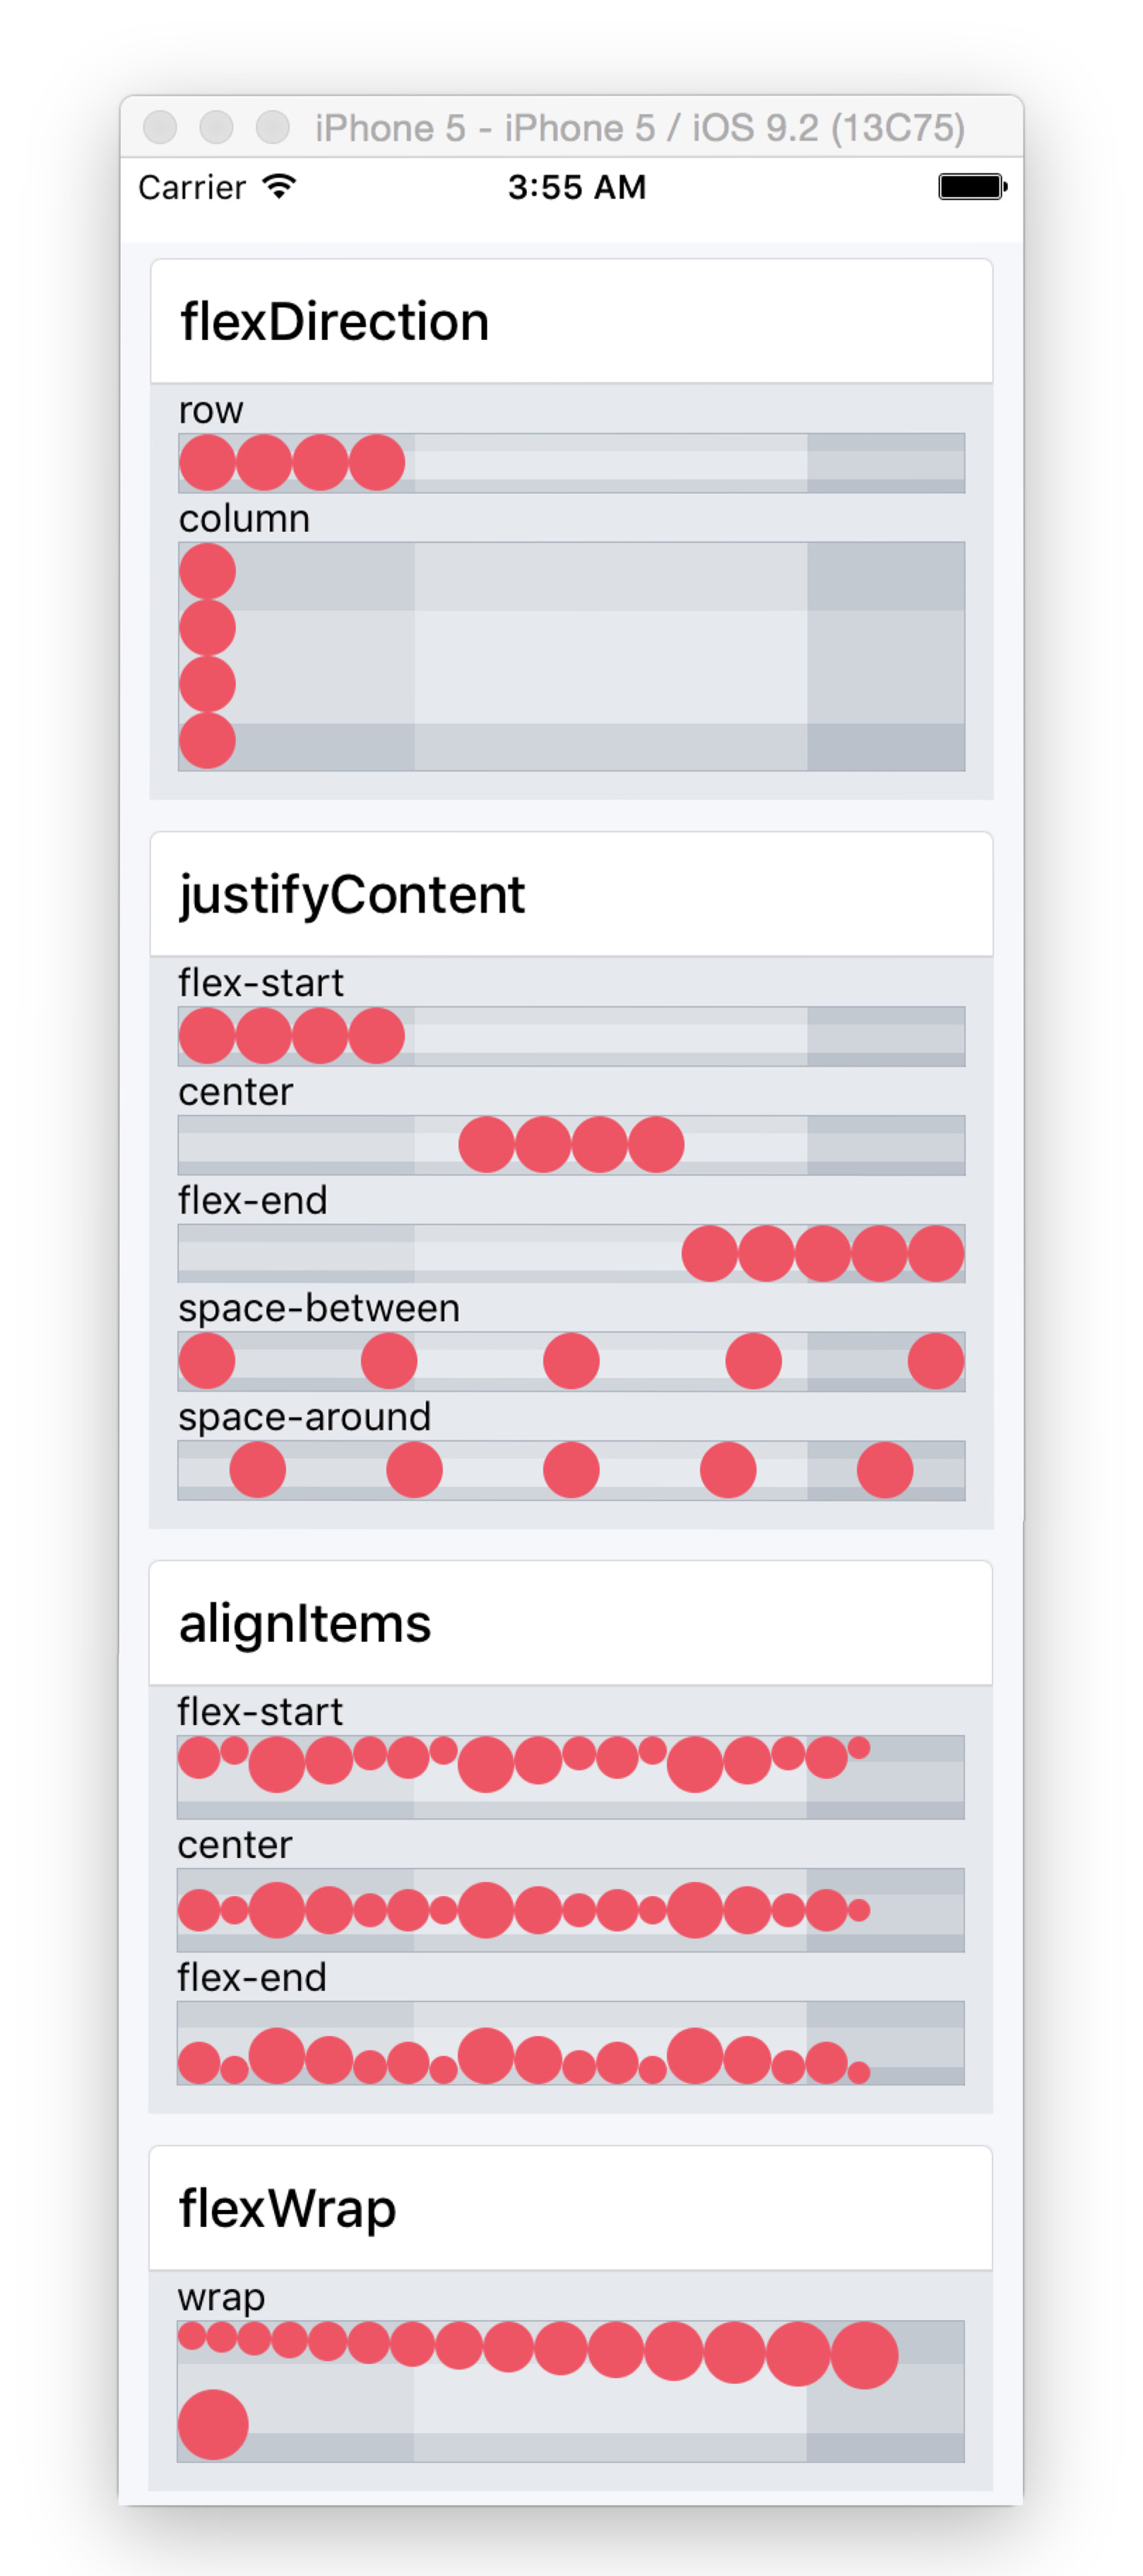 iPhone 5 - iPhone 5 / iOS 9.2 (13C75)
Carrier 3:55 AM
flexDirection
row
column
justifyContent
flex-start
center
flex-end
space-between
space-around
alignItems
flex-start
center
flex-end
flexWrap
wrap